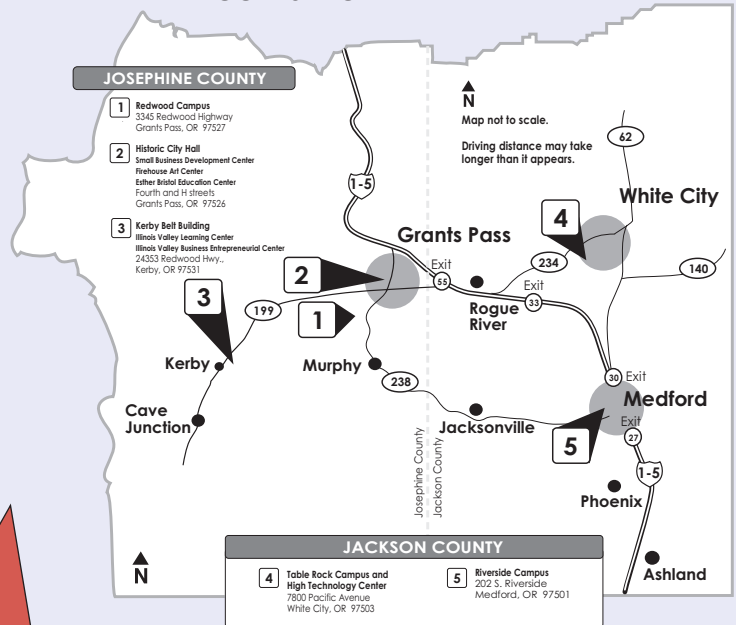 JOSEPHINE COUNTY
1 Redwood Campus
3345 Redwood Highway
Grants Pass, OR 97527
2 Historic City Hall
Small Business Development Center
Firehouse Art Center
Esther Bristol Education Center
Fourth and H streets
Grants Pass, OR 97526
3 Kerby Belt Building
Illinois Valley Learning Center
Illinois Valley Business Entrepreneurial Center
24353 Redwood Hwy.,
Kerby, OR 97531
N
Map not to scale.
Driving distance may take
longer than it appears.
62
I-5
White City
4
Grants Pass
234
140
Exit
55
2
Exit
33
Rogue
River
3
199
1
Kerby
Murphy
238
30 Exit
Medford
Cave
Junction
Jacksonville
Exit
27
5
Josephine County
Jackson County
I-5
Phoenix
N
Ashland
JACKSON COUNTY
4 Table Rock Campus and
High Technology Center
7800 Pacific Avenue
White City, OR 97503
5 Riverside Campus
202 S. Riverside
Medford, OR 97501